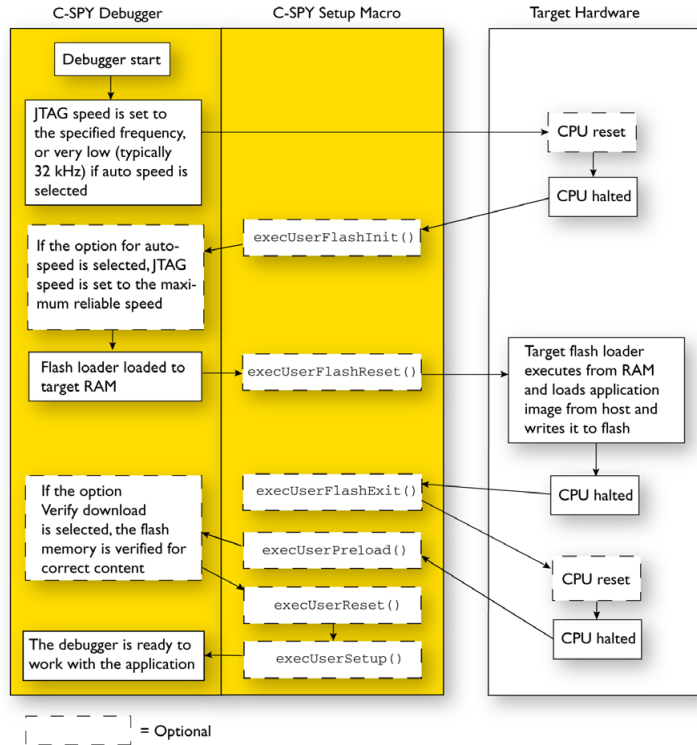 C-SPY Debugger
C-SPY Setup Macro
Target Hardware
Debugger start
JTAG speed is set to
the specified frequency,
or very low (typically
32 kHz) if auto speed is
selected
CPU reset
CPU halted
execUserFlashInit()
If the option for auto-
speed is selected, JTAG
speed is set to the maxi-
mum reliable speed
Flash loader loaded to
target RAM
execUserFlashReset()
Target flash loader
executes from RAM
and loads application
image from host and
writes it to flash
CPU halted
execUserFlashExit()
CPU reset
CPU halted
execUserPreload()
If the option
Verify download
is selected, the flash
memory is verified for
correct content
execUserReset()
execUserSetup()
The debugger is ready to
work with the application
= Optional